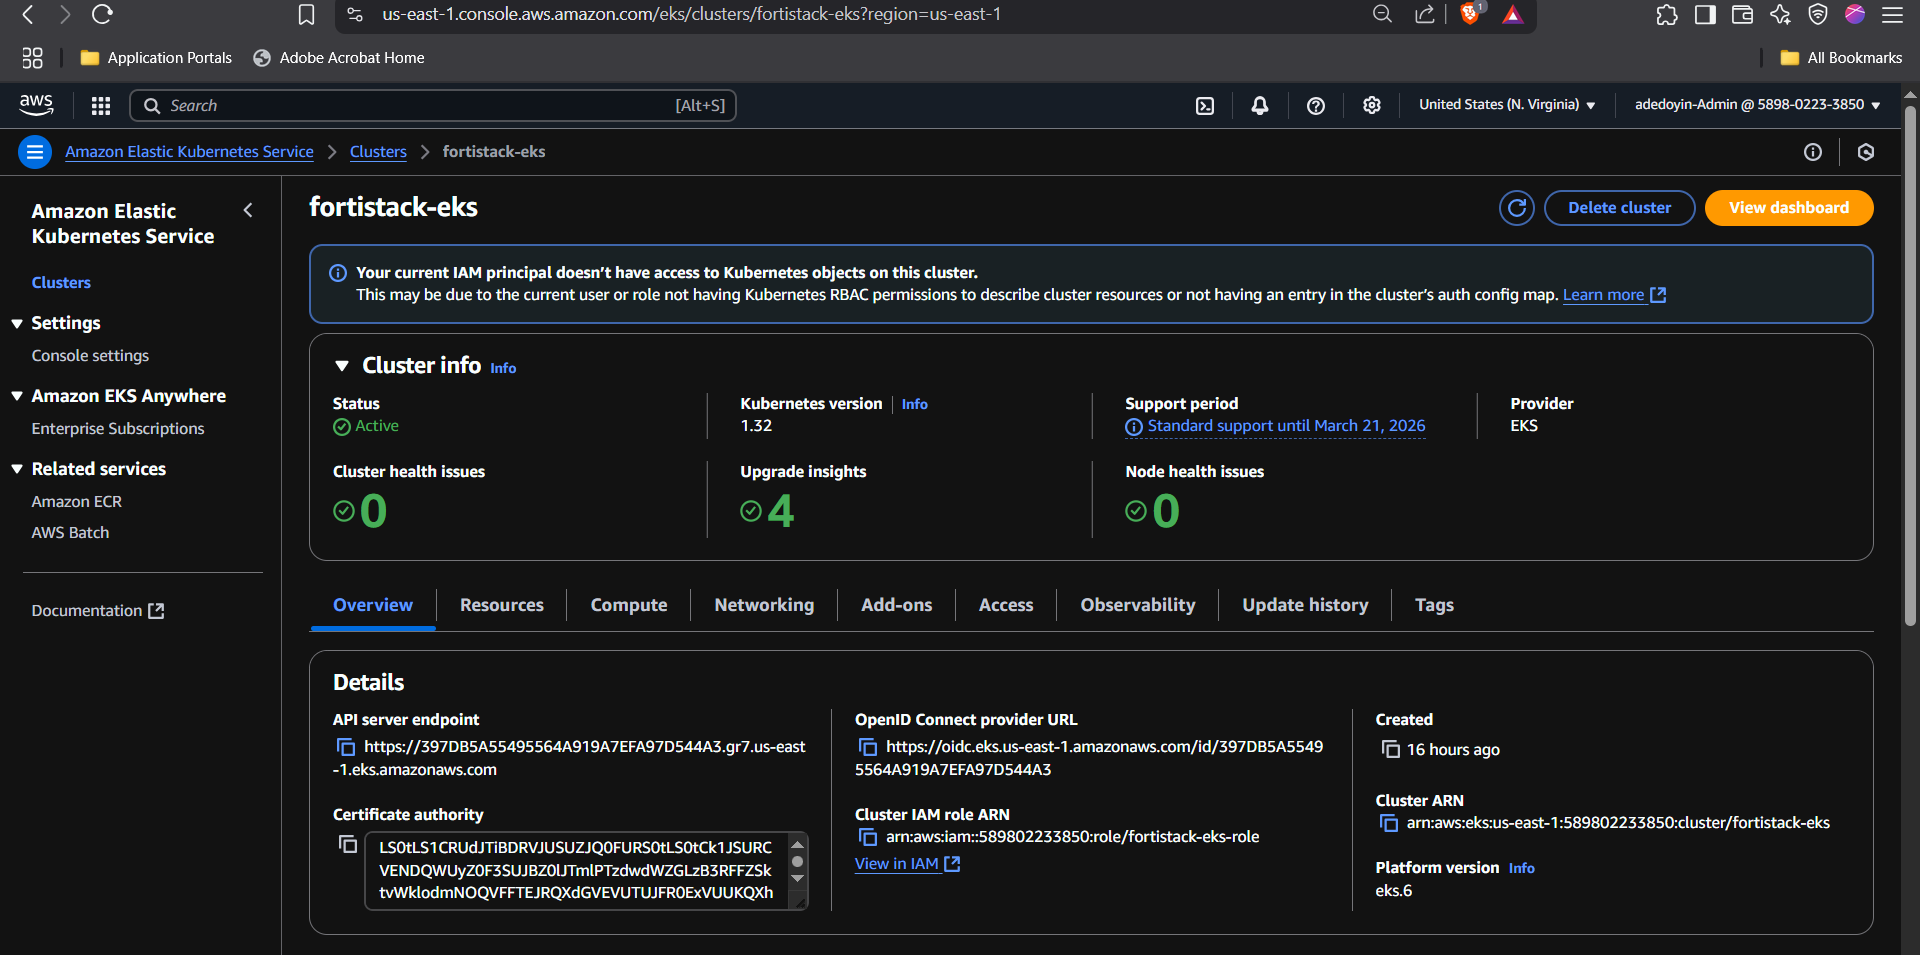 us-east-1.console.aws.amazon.com/eks/clusters/fortistack-eks?region=us-east-1
1
Application Portals
Adobe Acrobat Home
All Bookmarks
aws
Search
[Alt+S]
United States (N. Virginia)
adedoyin-Admin @ 5898-0223-3850
Amazon Elastic Kubernetes Service
Clusters
fortistack-eks
Amazon Elastic
Kubernetes Service
Clusters
Settings
Console settings
Amazon EKS Anywhere
Enterprise Subscriptions
Related services
Amazon ECR
AWS Batch
Documentation
fortistack-eks
Delete cluster
View dashboard
Your current IAM principal doesn't have access to Kubernetes objects on this cluster.
This may be due to the current user or role not having Kubernetes RBAC permissions to describe cluster resources or not having an entry in the cluster's auth config map. Learn more
Cluster info Info
Status
Active
Kubernetes version Info
1.32
Support period
Standard support until March 21, 2026
Provider
EKS
Cluster health issues
0
Upgrade insights
4
Node health issues
0
Overview
Resources
Compute
Networking
Add-ons
Access
Observability
Update history
Tags
Details
API server endpoint
https://397DB5A55495564A919A7EFA97D544A3.gr7.us-east
-1.eks.amazonaws.com
Certificate authority
LS0tLS1CRUdJTiBDRVJUSUZJQ0FURS0tLS0tCk1JSURC
VENDQWUyZ0F3SUJBZ0lJTmlPTzdwdWZGLzB3RFFZSk
tvWklodmNOQVFFTEJRQXdGVEVUTUJFR0ExVUUKQXh
OpenID Connect provider URL
https://oidc.eks.us-east-1.amazonaws.com/id/397DB5A5549
5564A919A7EFA97D544A3
Cluster IAM role ARN
arn:aws:iam::589802233850:role/fortistack-eks-role
View in IAM
Created
16 hours ago
Cluster ARN
arn:aws:eks:us-east-1:589802233850:cluster/fortistack-eks
Platform version Info
eks.6